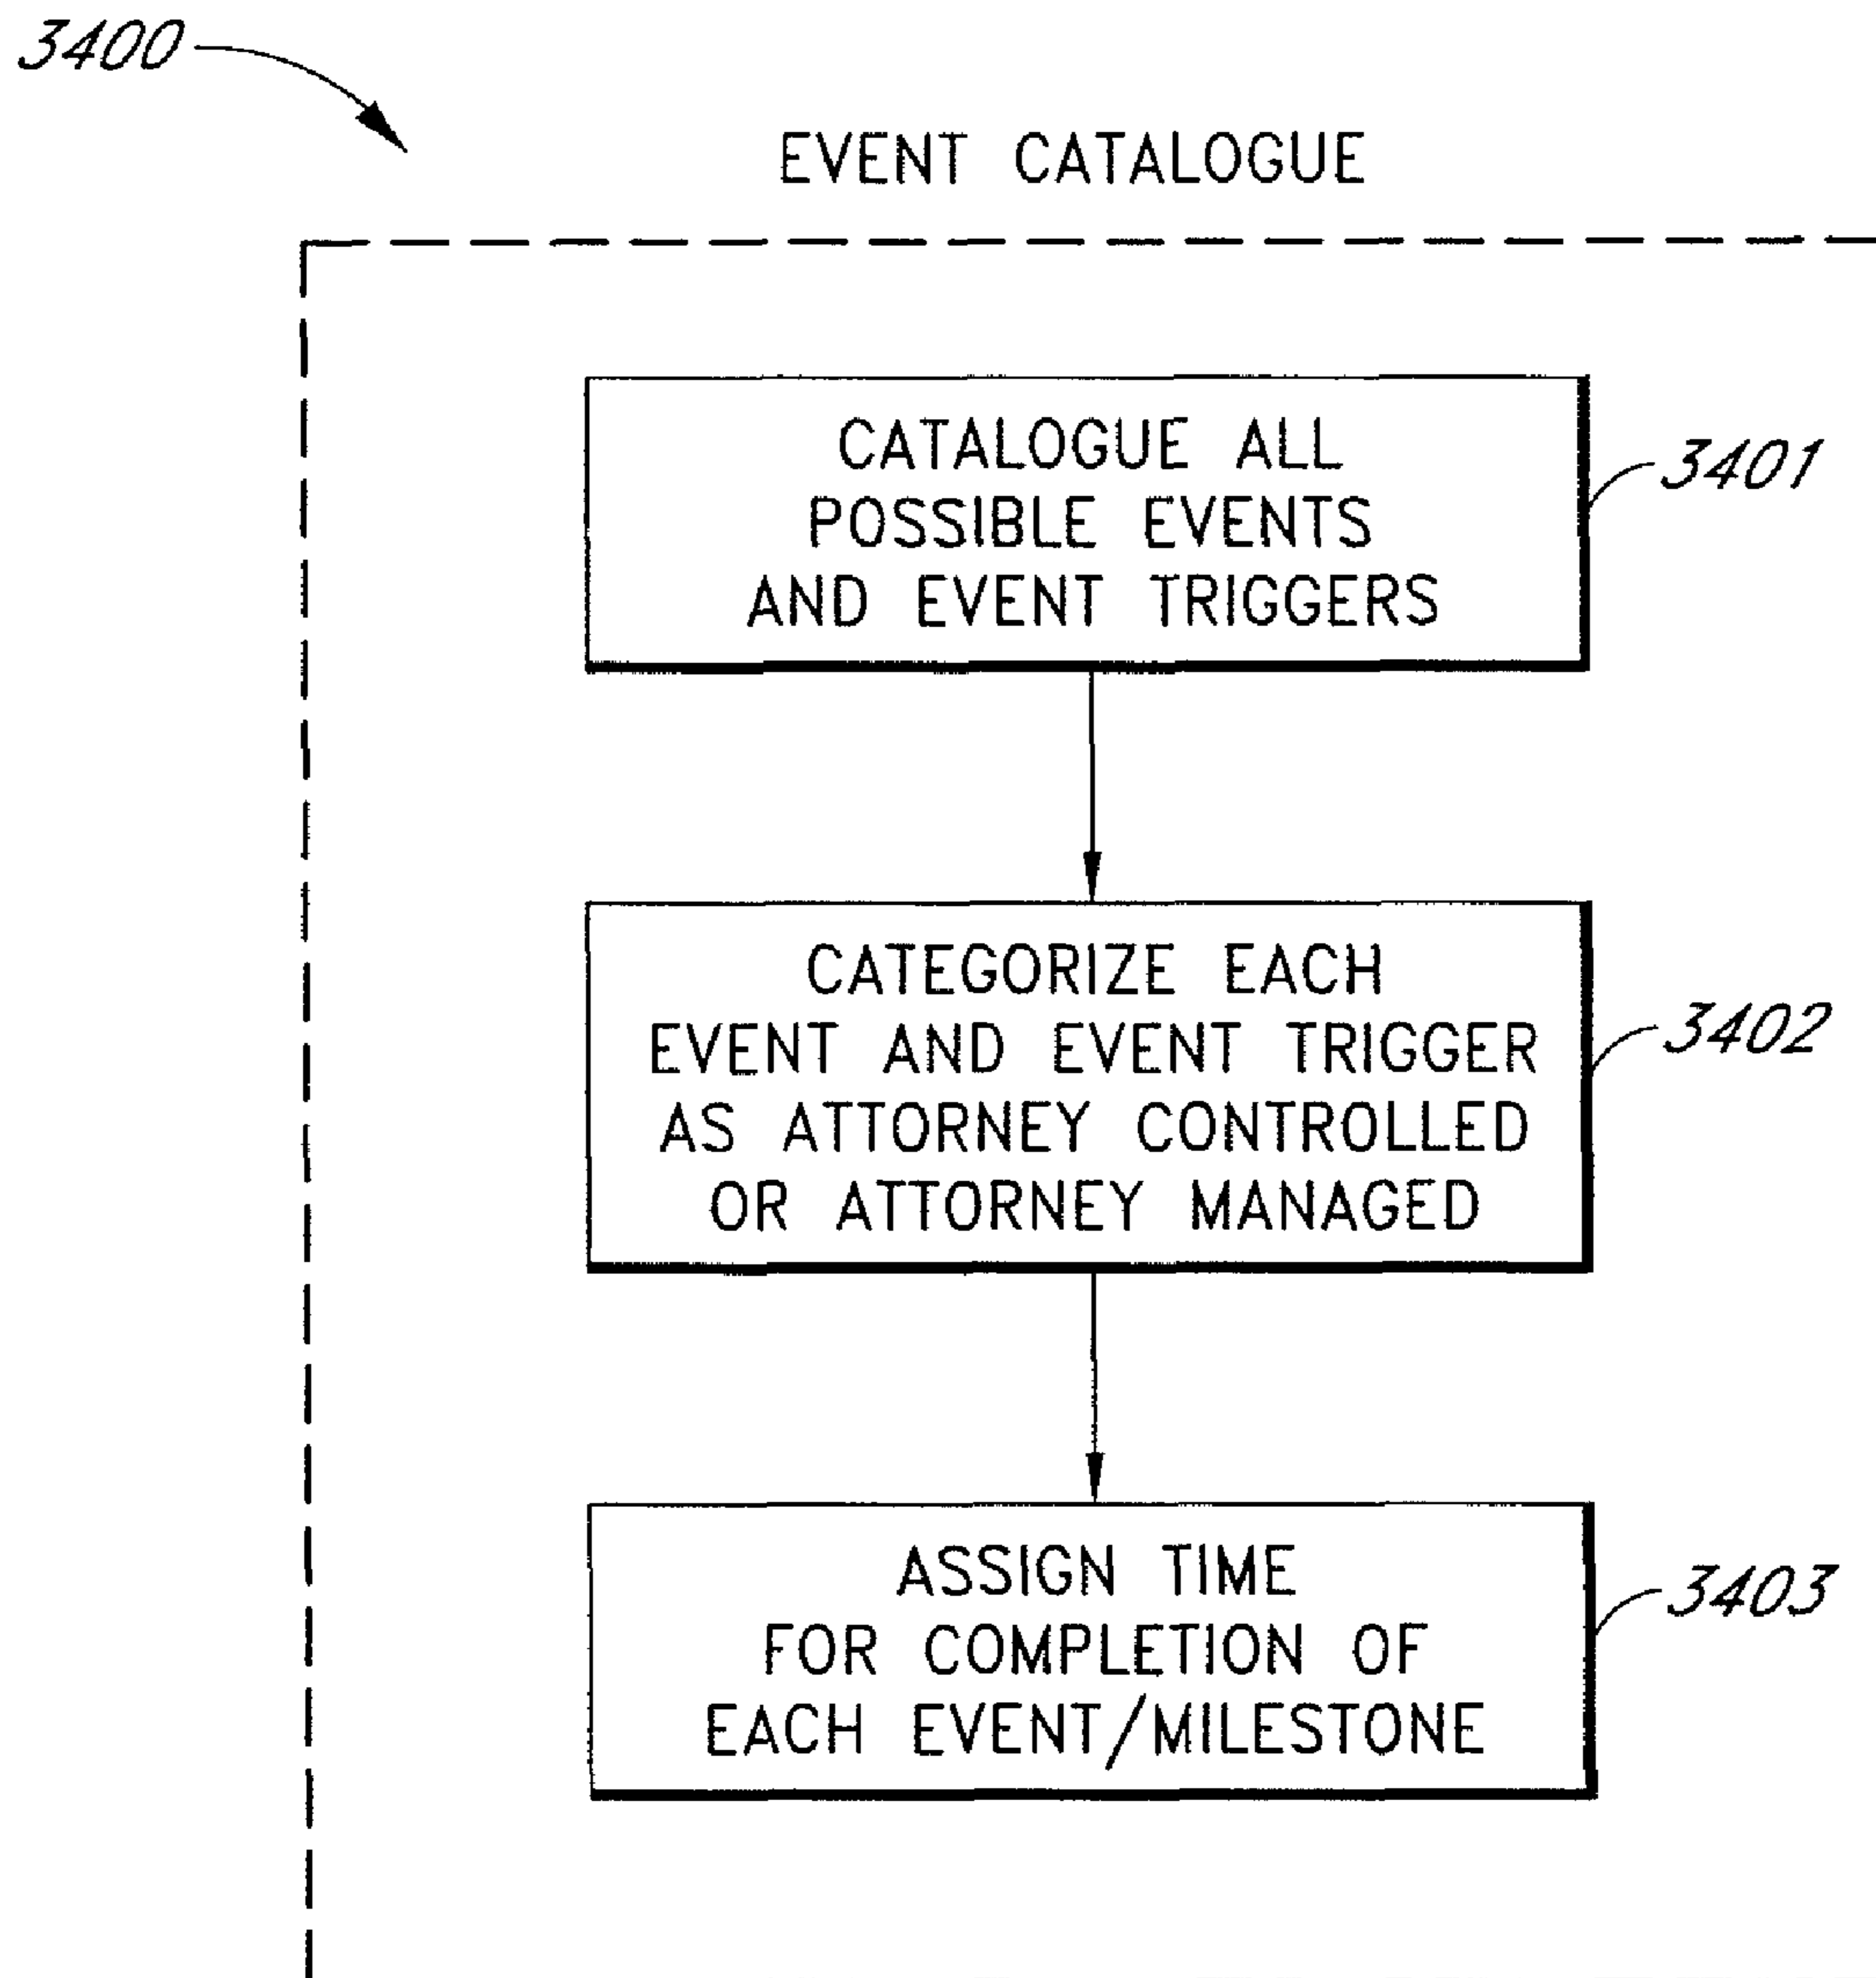 3400
EVENT CATALOGUE
CATALOGUE ALL
POSSIBLE EVENTS
AND EVENT TRIGGERS
3401
CATEGORIZE EACH
EVENT AND EVENT TRIGGER
AS ATTORNEY CONTROLLED
OR ATTORNEY MANAGED
3402
ASSIGN TIME
FOR COMPLETION OF
EACH EVENT/MILESTONE
3403